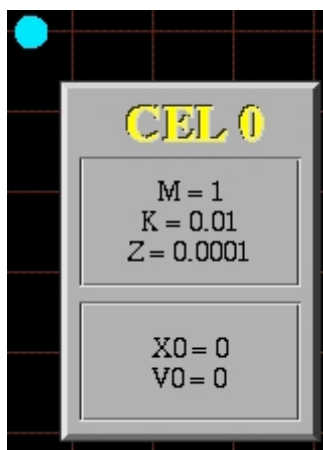 CEL 0
M = 1
K = 0.01
Z = 0.0001
X0 = 0
V0 = 0